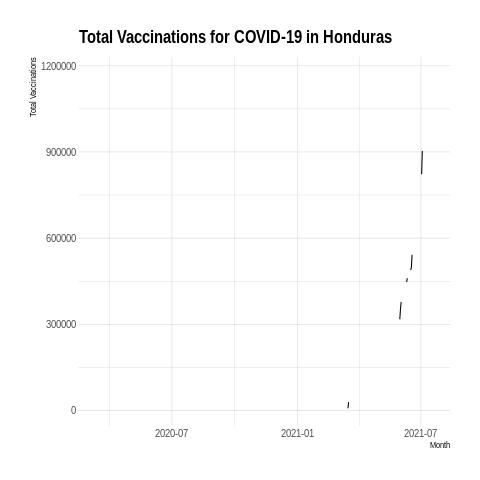 Total Vaccinations for COVID-19 in Honduras
Total Vaccinations
1200000
900000
600000
300000
0
2020-07
2021-01
2021-07
Month